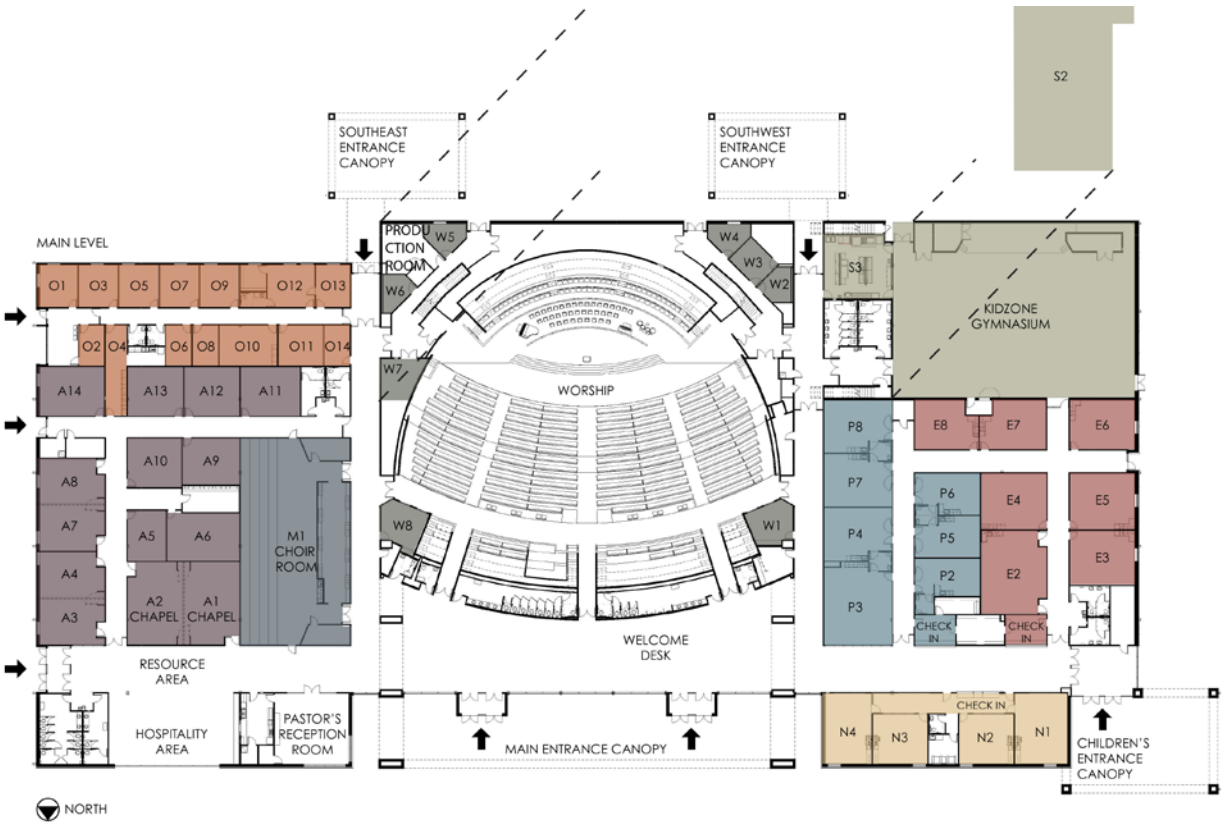 S2
SOUTHEAST
ENTRANCE
CANOPY
SOUTHWEST
ENTRANCE
CANOPY
MAIN LEVEL
PRODU
CTION
ROOM
W5
W4
W3
W2
W6
S3
KIDZONE
GYMNASIUM
O1
O3
O5
O7
O9
O12
O13
O2
O4
O6
O8
O10
O11
O14
W7
WORSHIP
A14
A13
A12
A11
P8
E8
E7
E6
A10
A9
A8
P7
P6
E4
E5
A7
A5
A6
M1
CHOIR
ROOM
W8
W1
P4
P5
E3
A4
A2
CHAPEL
A1
CHAPEL
P2
E2
A3
P3
CHECK
IN
CHECK
IN
WELCOME
DESK
RESOURCE
AREA
HOSPITALITY
AREA
PASTOR'S
RECEPTION
ROOM
MAIN ENTRANCE CANOPY
CHECK IN
N4
N3
N2
N1
CHILDREN'S
ENTRANCE
CANOPY
NORTH